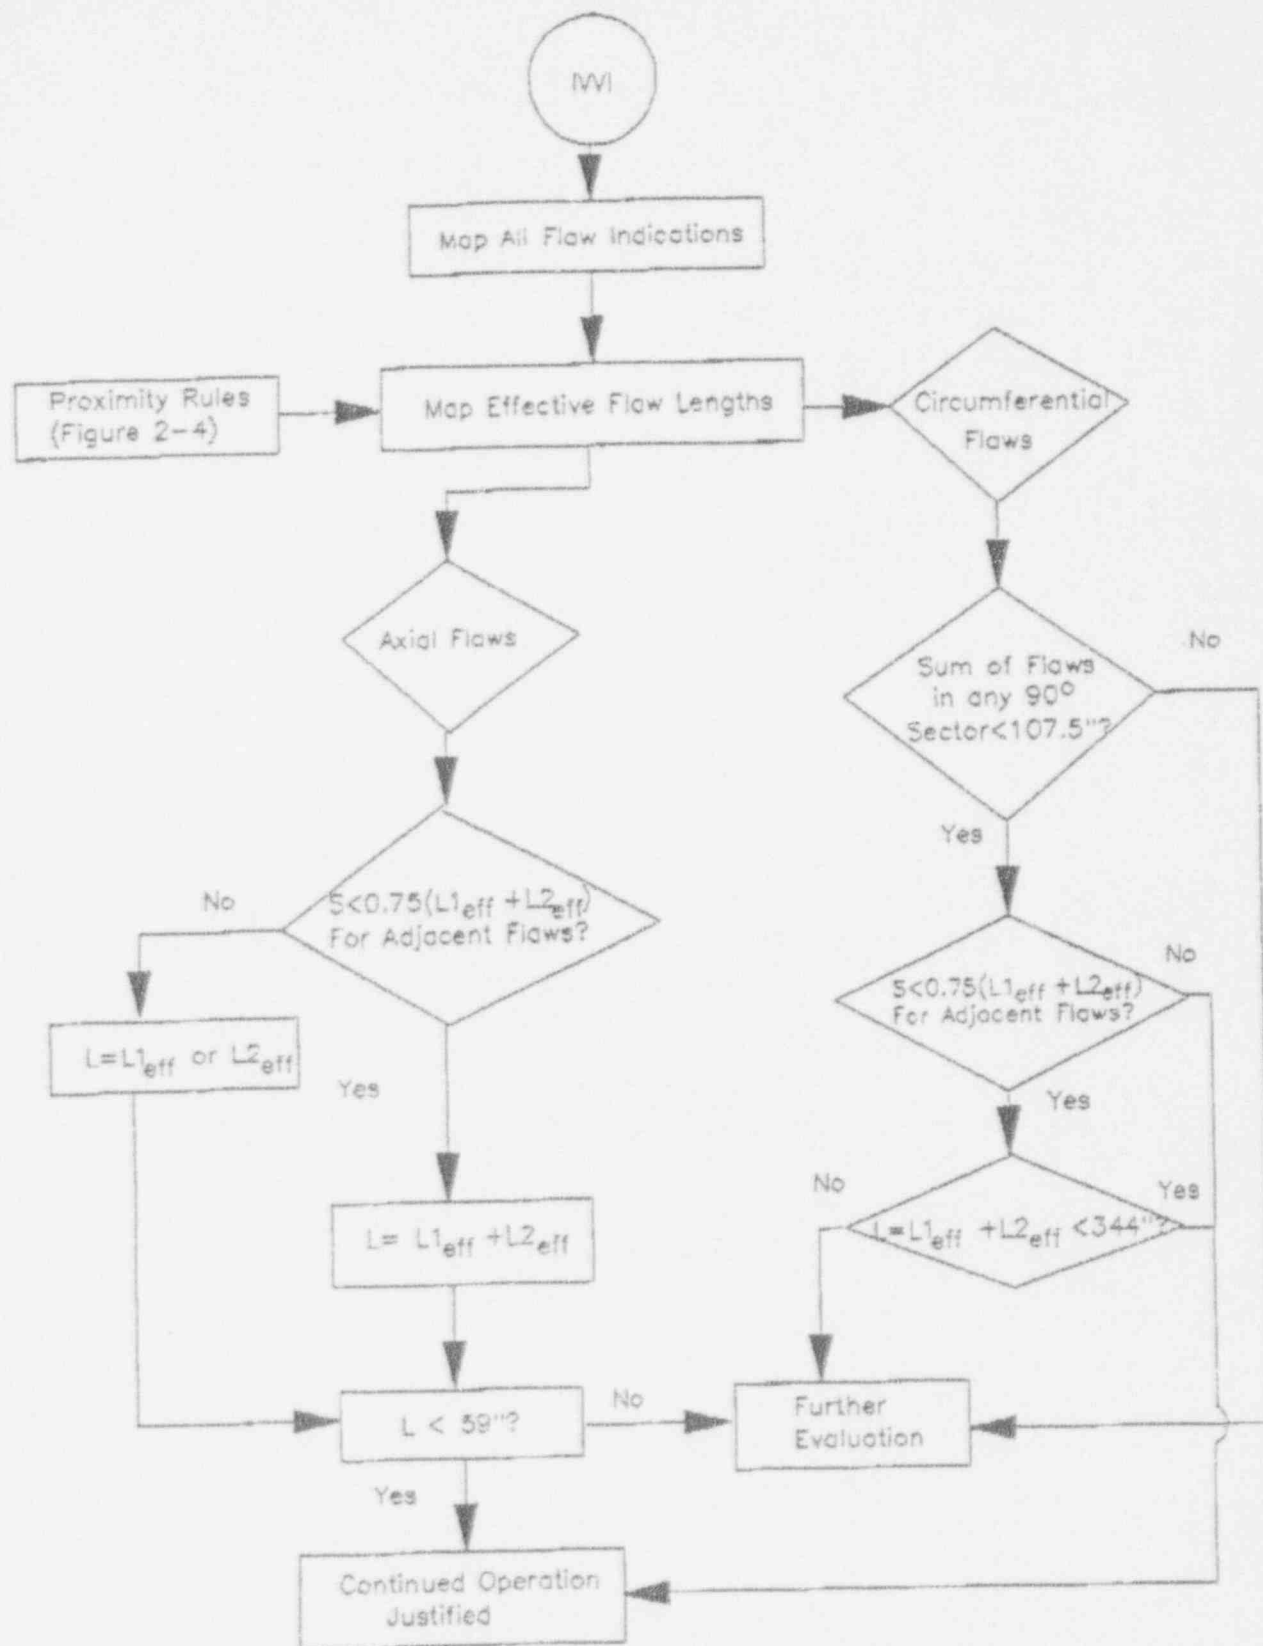 IVVI
Map All Flaw Indications
Proximity Rules
(Figure 2-4)
Map Effective Flaw Lengths
Circumferential
Flaws
Axial Flaws
Sum of Flaws
in any 90°
Sector<107.5"?
No
Yes
No
S<0.75(L1eff +L2eff)
For Adjacent Flaws?
S<0.75(L1eff +L2eff)
For Adjacent Flaws?
No
L=L1eff or L2eff
Yes
Yes
No
L=L1eff +L2eff <344"?
Yes
L= L1eff +L2eff
L < 59"?
No
Further
Evaluation
Yes
Continued Operation
Justified